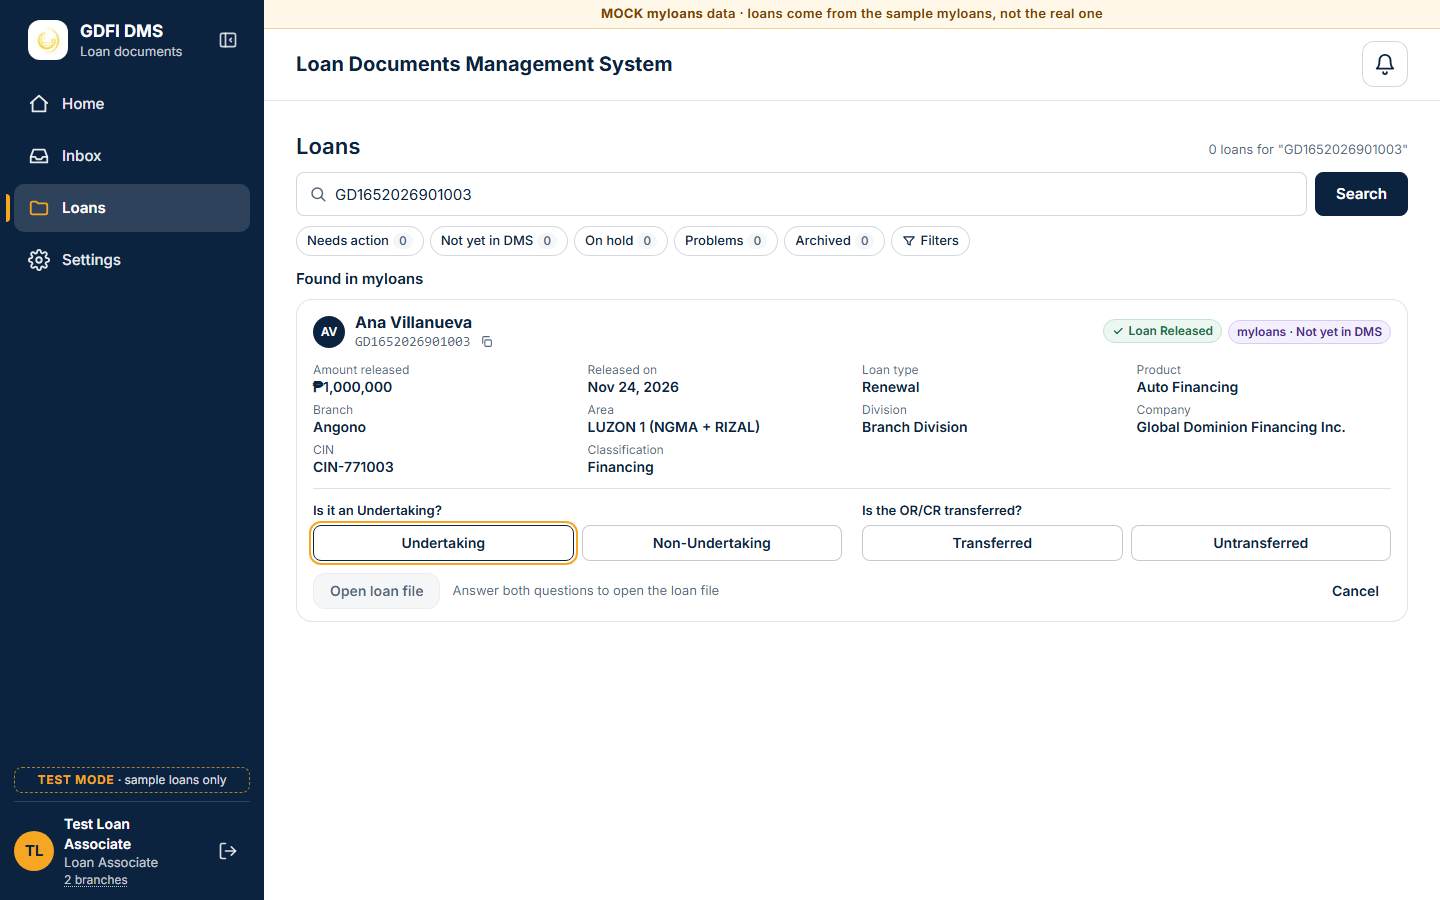 GDFI DMS
Loan documents
Home
Inbox
Loans
Settings
TEST MODE · sample loans only
TL
Test Loan Associate
Loan Associate
2 branches
MOCK myloans data · loans come from the sample myloans, not the real one
Loan Documents Management System
Loans
0 loans for "GD1652026901003"
GD1652026901003
Search
Needs action 0
Not yet in DMS 0
On hold 0
Problems 0
Archived 0
Filters
Found in myloans
AV
Ana Villanueva
GD1652026901003
Loan Released
myloans · Not yet in DMS
Amount released
₱1,000,000
Released on
Nov 24, 2026
Loan type
Renewal
Product
Auto Financing
Branch
Angono
Area
LUZON 1 (NGMA + RIZAL)
Division
Branch Division
Company
Global Dominion Financing Inc.
CIN
CIN-771003
Classification
Financing
Is it an Undertaking?
Undertaking
Non-Undertaking
Is the OR/CR transferred?
Transferred
Untransferred
Open loan file
Answer both questions to open the loan file
Cancel